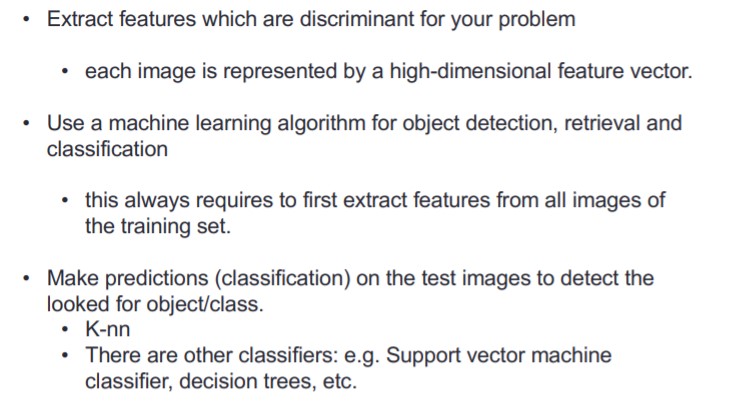 • Extract features which are discriminant for your problem
• each image is represented by a high-dimensional feature vector.
• Use a machine learning algorithm for object detection, retrieval and
classification
• this always requires to first extract features from all images of
the training set.
• Make predictions (classification) on the test images to detect the
looked for object/class.
• K-nn
• There are other classifiers: e.g. Support vector machine
classifier, decision trees, etc.